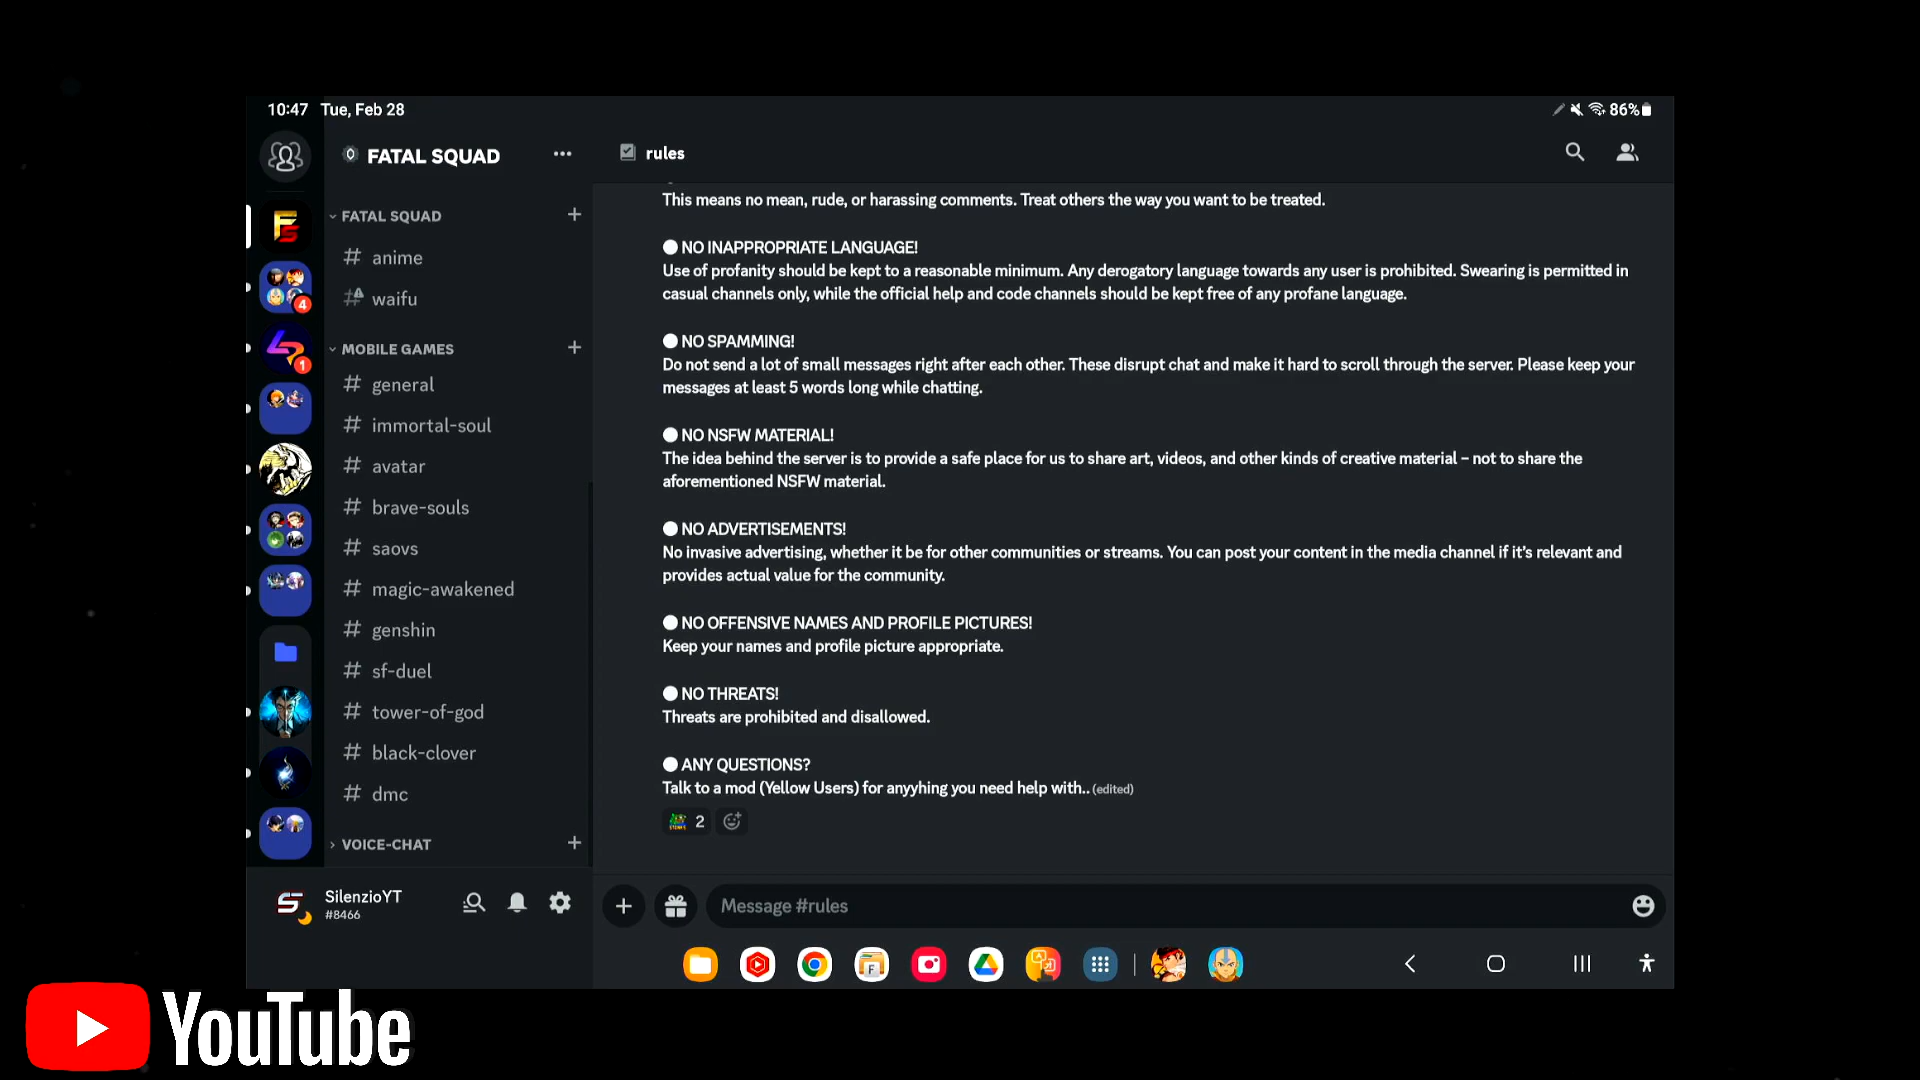 10:47 Tue, Feb 28
86%
FATAL SQUAD
rules
FATAL SQUAD
anime
waifu
MOBILE GAMES
general
immortal-soul
avatar
brave-souls
saovs
magic-awakened
genshin
sf-duel
tower-of-god
black-clover
dmc
VOICE-CHAT
4
1
SilenzioYT
#8466
This means no mean, rude, or harassing comments. Treat others the way you want to be treated.
NO INAPPROPRIATE LANGUAGE!
Use of profanity should be kept to a reasonable minimum. Any derogatory language towards any user is prohibited. Swearing is permitted in
casual channels only, while the official help and code channels should be kept free of any profane language.
NO SPAMMING!
Do not send a lot of small messages right after each other. These disrupt chat and make it hard to scroll through the server. Please keep your
messages at least 5 words long while chatting.
NO NSFW MATERIAL!
The idea behind the server is to provide a safe place for us to share art, videos, and other kinds of creative material – not to share the
aforementioned NSFW material.
NO ADVERTISEMENTS!
No invasive advertising, whether it be for other communities or streams. You can post your content in the media channel if it's relevant and
provides actual value for the community.
NO OFFENSIVE NAMES AND PROFILE PICTURES!
Keep your names and profile picture appropriate.
NO THREATS!
Threats are prohibited and disallowed.
ANY QUESTIONS?
Talk to a mod (Yellow Users) for anyyhing you need help with.. (edited)
2
Message #rules
YouTube